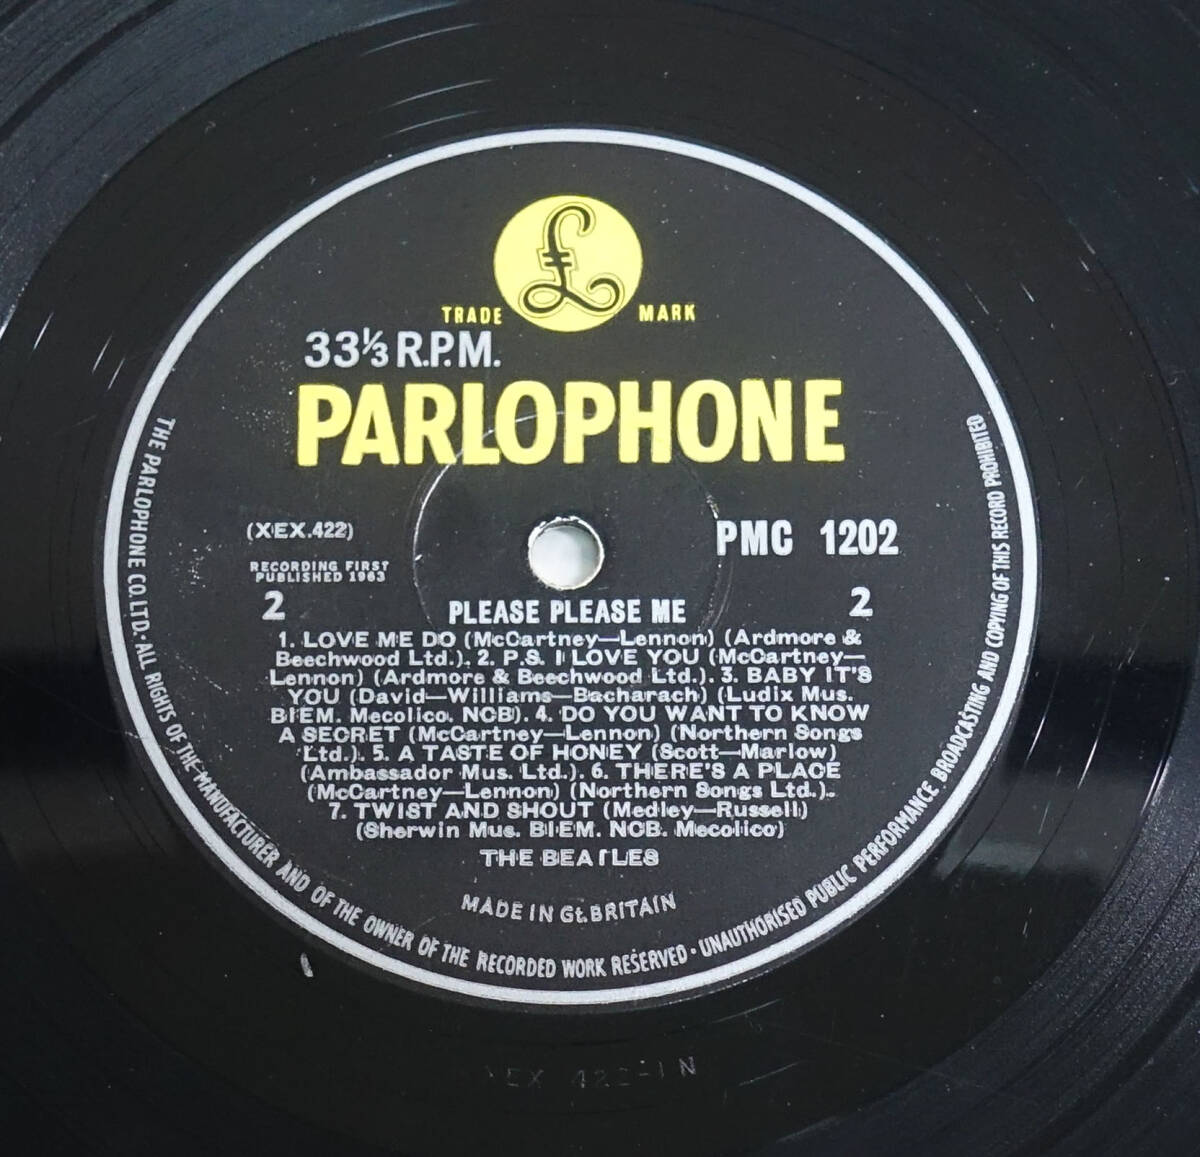 £
TRADE MARK
33⅓ R.P.M.
PARLOPHONE
(XEX.422)
PMC 1202
RECORDING FIRST
PUBLISHED 1963
2 PLEASE PLEASE ME 2
1. LOVE ME DO (McCartney—Lennon) (Ardmore &
Beechwood Ltd.). 2. P.S. I LOVE YOU (McCartney—
Lennon) (Ardmore & Beechwood Ltd.). 3. BABY IT'S
YOU (David—Williams—Bacharach) (Ludix Mus.
BIEM. Mecolico. NCB). 4. DO YOU WANT TO KNOW
A SECRET (McCartney—Lennon) (Northern Songs
Ltd.). 5. A TASTE OF HONEY (Scott—Marlow)
(Ambassador Mus. Ltd.). 6. THERE'S A PLACE
(McCartney—Lennon) (Northern Songs Ltd.).
7. TWIST AND SHOUT (Medley—Russell)
(Sherwin Mus. BIEM. NCB. Mecolico)
THE BEATLES
MADE IN Gt. BRITAIN
THE PARLOPHONE CO. LTD. · ALL RIGHTS OF THE MANUFACTURER AND OF THE OWNER OF THE RECORDED WORK RESERVED · UNAUTHORISED PUBLIC PERFORMANCE BROADCASTING AND COPYING OF THIS RECORD PROHIBITED
XEX 422-1 N